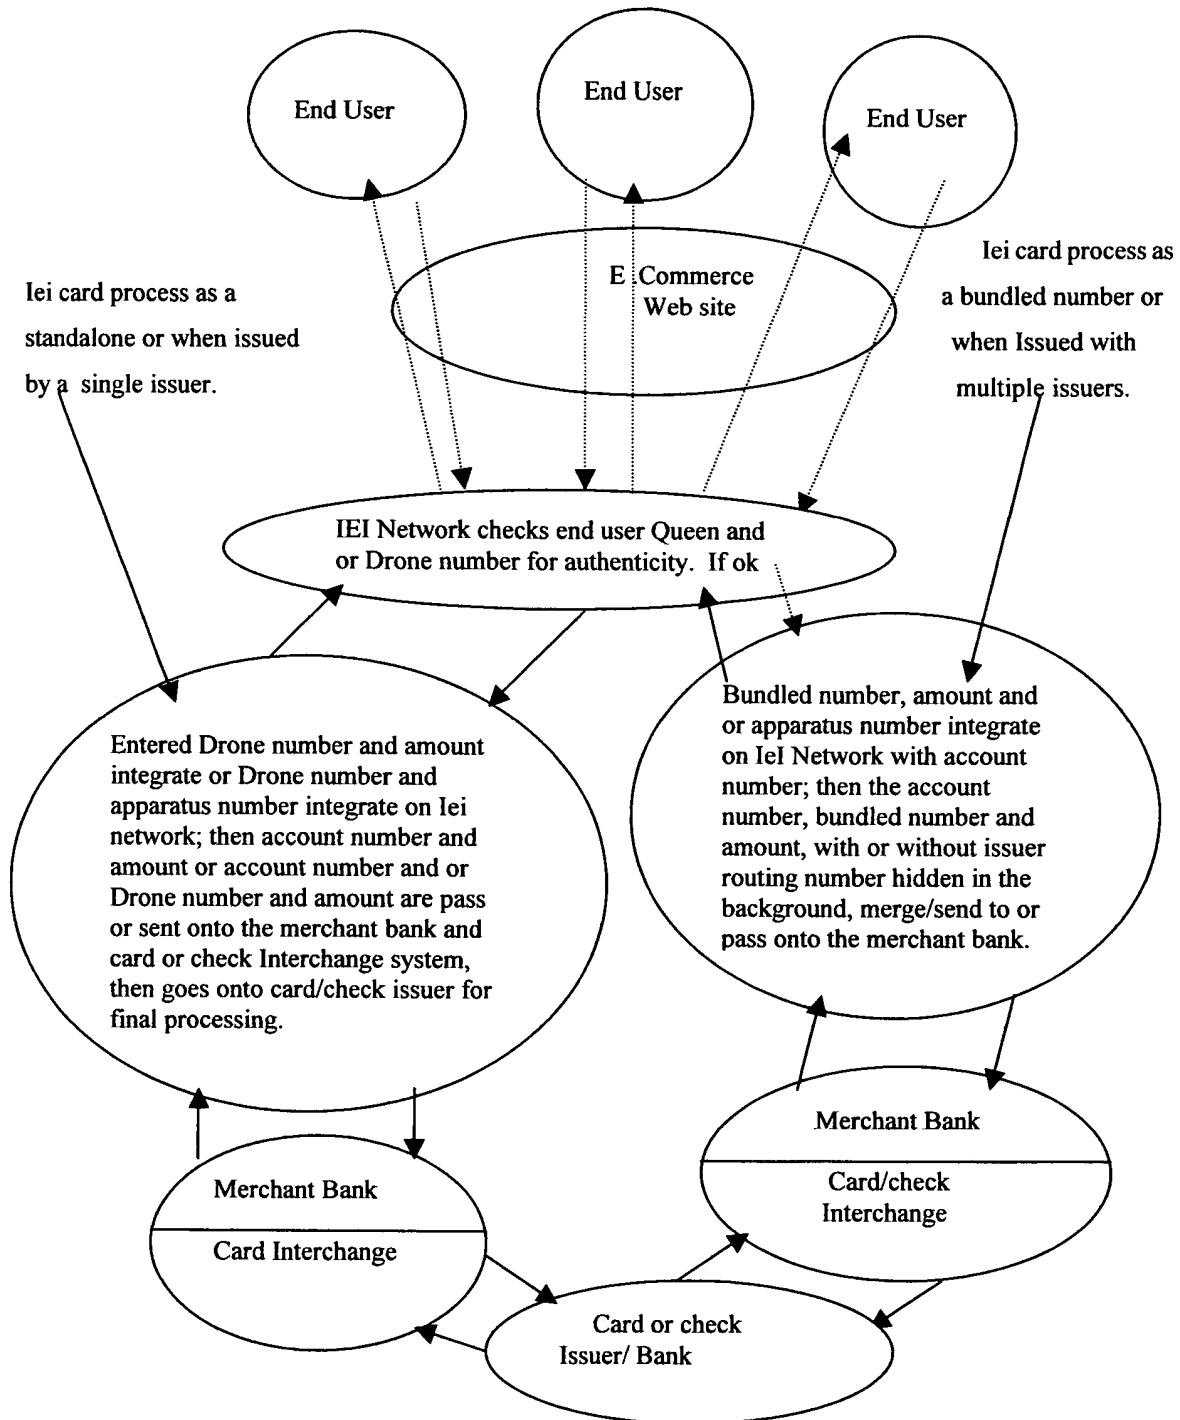 End User
End User
End User
E .Commerce
Web site
Iei card process as a
standalone or when issued
by a single issuer.
Iei card process as
a bundled number or
when Issued with
multiple issuers.
IEI Network checks end user Queen and
or Drone number for authenticity. If ok
Entered Drone number and amount
integrate or Drone number and
apparatus number integrate on Iei
network; then account number and
amount or account number and or
Drone number and amount are pass
or sent onto the merchant bank and
card or check Interchange system,
then goes onto card/check issuer for
final processing.
Bundled number, amount and
or apparatus number integrate
on IeI Network with account
number; then the account
number, bundled number and
amount, with or without issuer
routing number hidden in the
background, merge/send to or
pass onto the merchant bank.
Merchant Bank
Card Interchange
Merchant Bank
Card/check
Interchange
Card or check
Issuer/ Bank